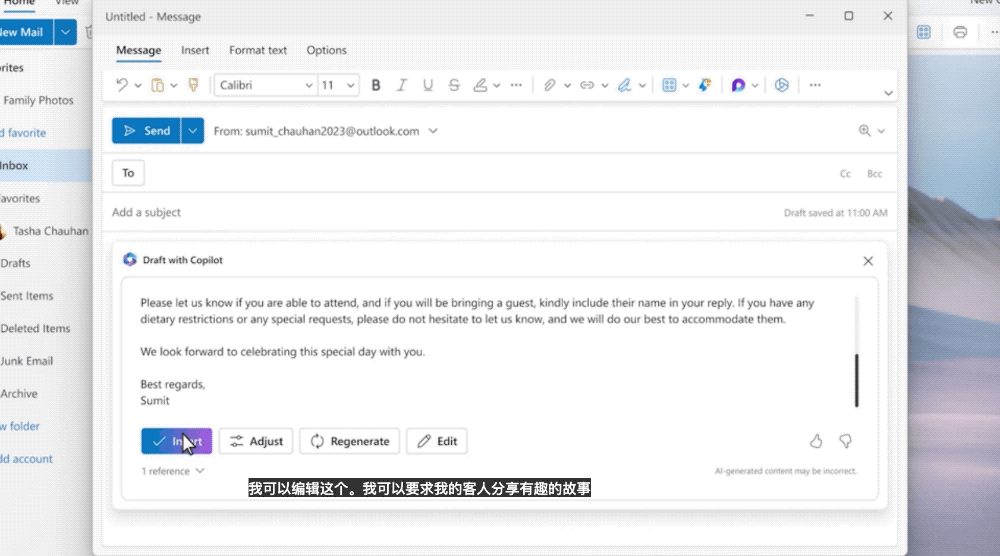 Home View
New Mail
Untitled - Message
Message Insert Format text Options
Calibri 11 B I U S
Send From: sumit_chauhan2023@outlook.com
To Cc Bcc
Add a subject Draft saved at 11:00 AM
Draft with Copilot
Please let us know if you are able to attend, and if you will be bringing a guest, kindly include their name in your reply. If you have any
dietary restrictions or any special requests, please do not hesitate to let us know, and we will do our best to accommodate them.
We look forward to celebrating this special day with you.
Best regards,
Sumit
Insert Adjust Regenerate Edit
1 reference AI-generated content may be incorrect.
我可以编辑这个。我可以要求我的客人分享有趣的故事
rites
Family Photos
d favorite
Inbox
avorites
Tasha Chauhan
Drafts
Sent Items
Deleted Items
Junk Email
Archive
w folder
dd account